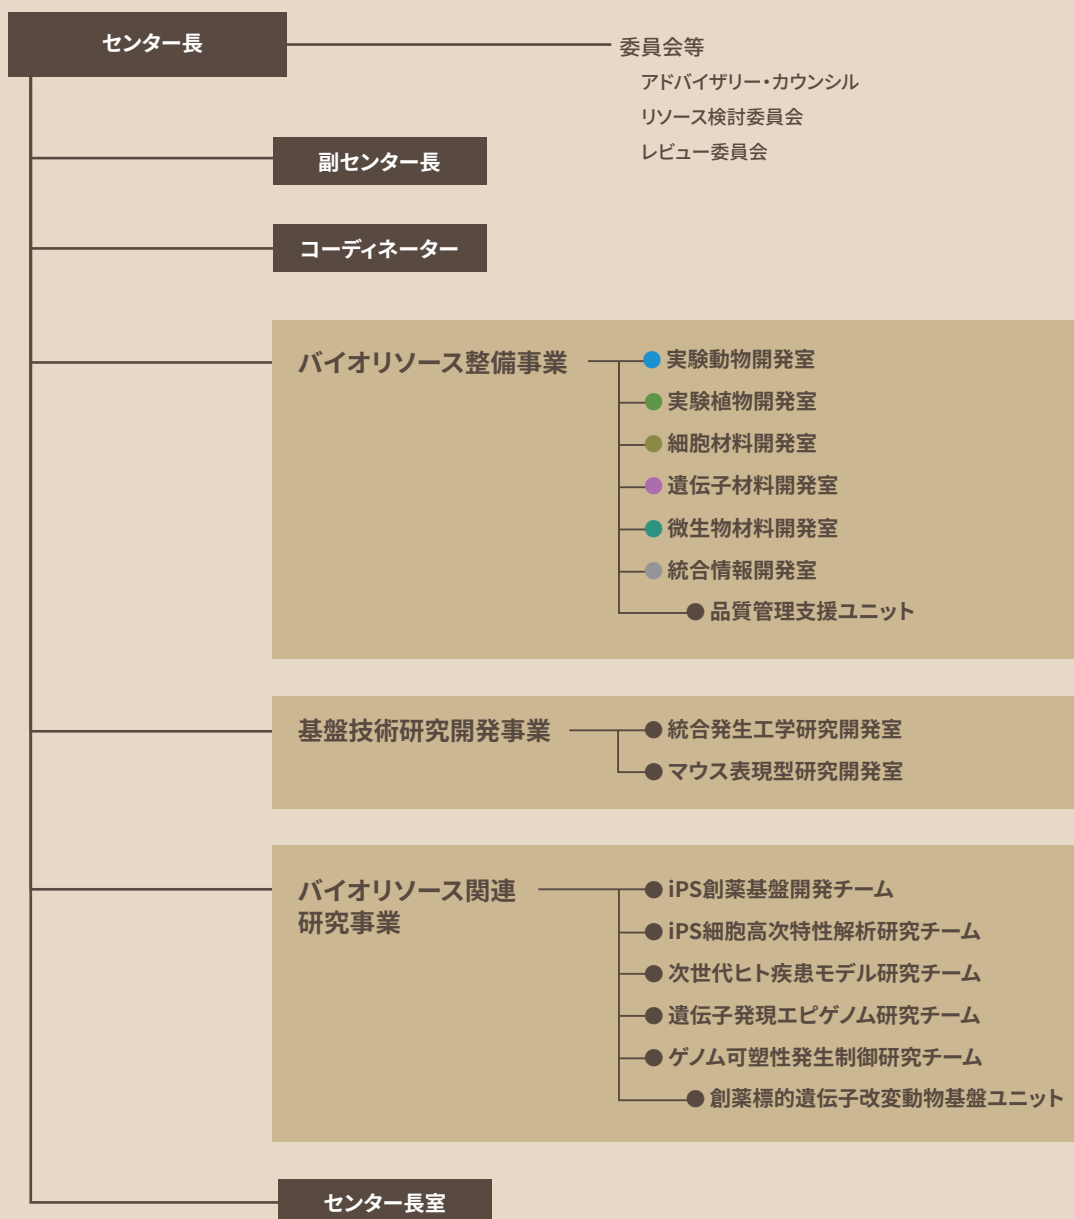 センター長
委員会等
アドバイザリー・カウンシル
リソース検討委員会
レビュー委員会
副センター長
コーディネーター
バイオリソース整備事業
実験動物開発室
実験植物開発室
細胞材料開発室
遺伝子材料開発室
微生物材料開発室
統合情報開発室
品質管理支援ユニット
基盤技術研究開発事業
統合発生工学研究開発室
マウス表現型研究開発室
バイオリソース関連
研究事業
iPS創薬基盤開発チーム
iPS細胞高次特性解析研究チーム
次世代ヒト疾患モデル研究チーム
遺伝子発現エピゲノム研究チーム
ゲノム可塑性発生制御研究チーム
創薬標的遺伝子改変動物基盤ユニット
センター長室